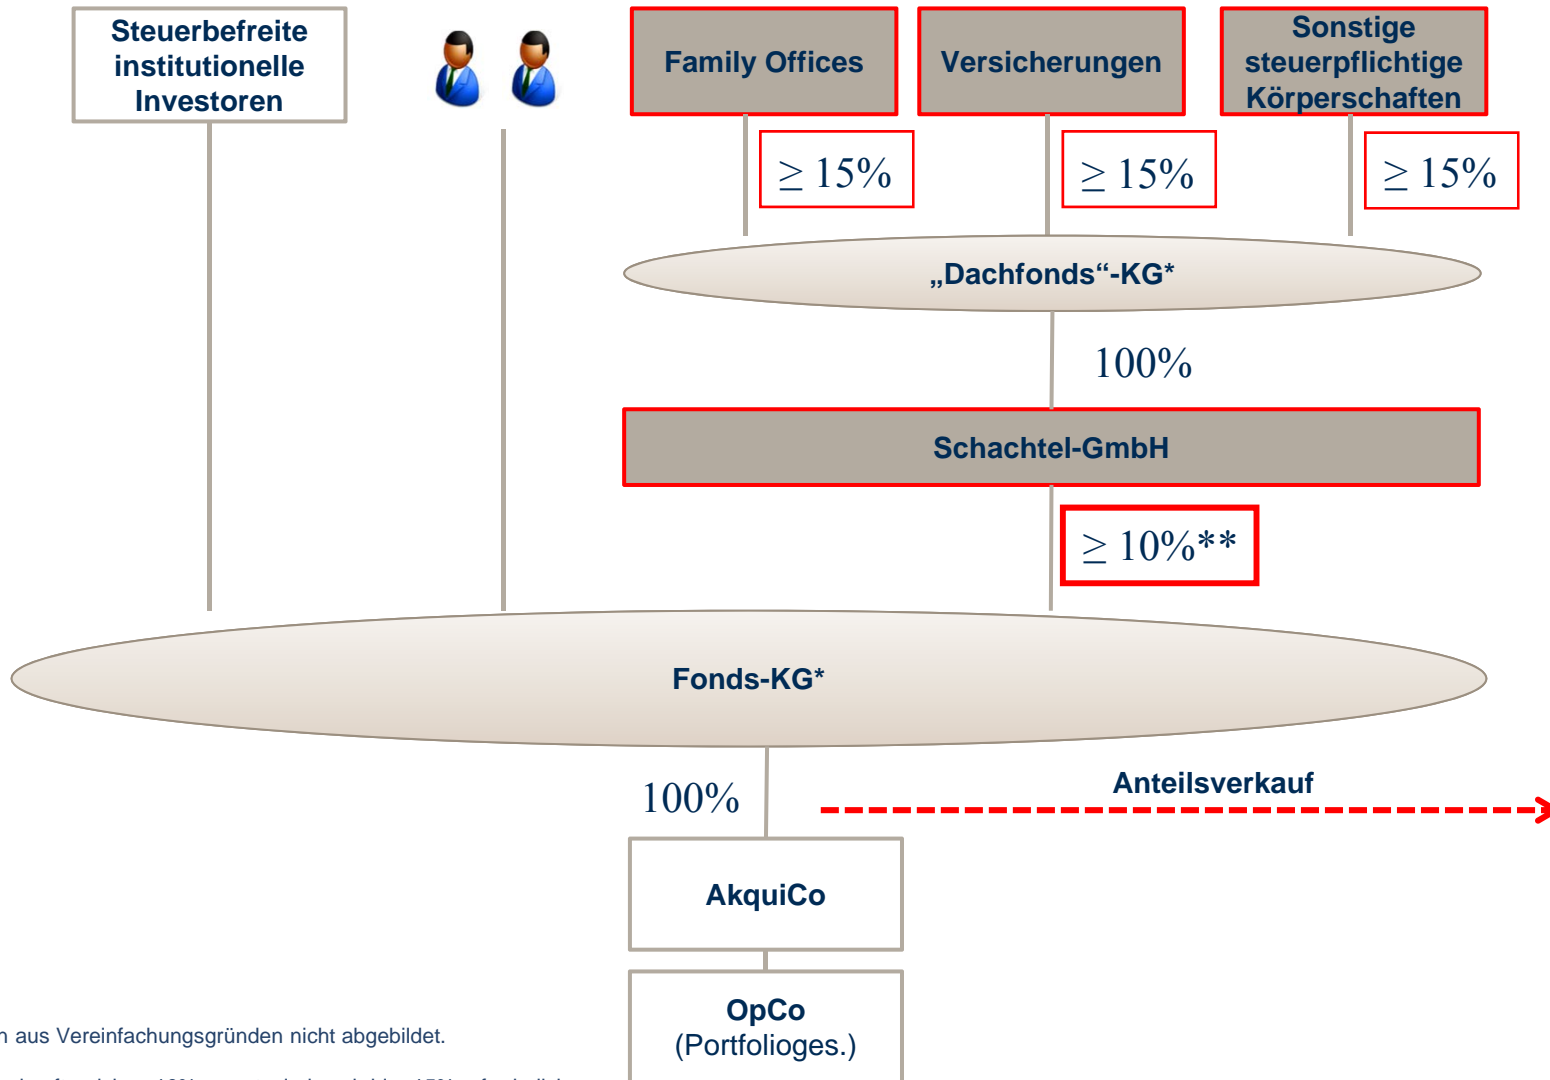 Steuerbefreite
institutionelle
Investoren
Family Offices
Versicherungen
Sonstige
steuerpflichtige
Körperschaften
≥ 15%
≥ 15%
≥ 15%
„Dachfonds“-KG*
100%
Schachtel-GmbH
≥ 10%**
Fonds-KG*
100%
Anteilsverkauf
AkquiCo
OpCo
(Portfolioges.)
aus Vereinfachungsgründen nicht abgebildet.